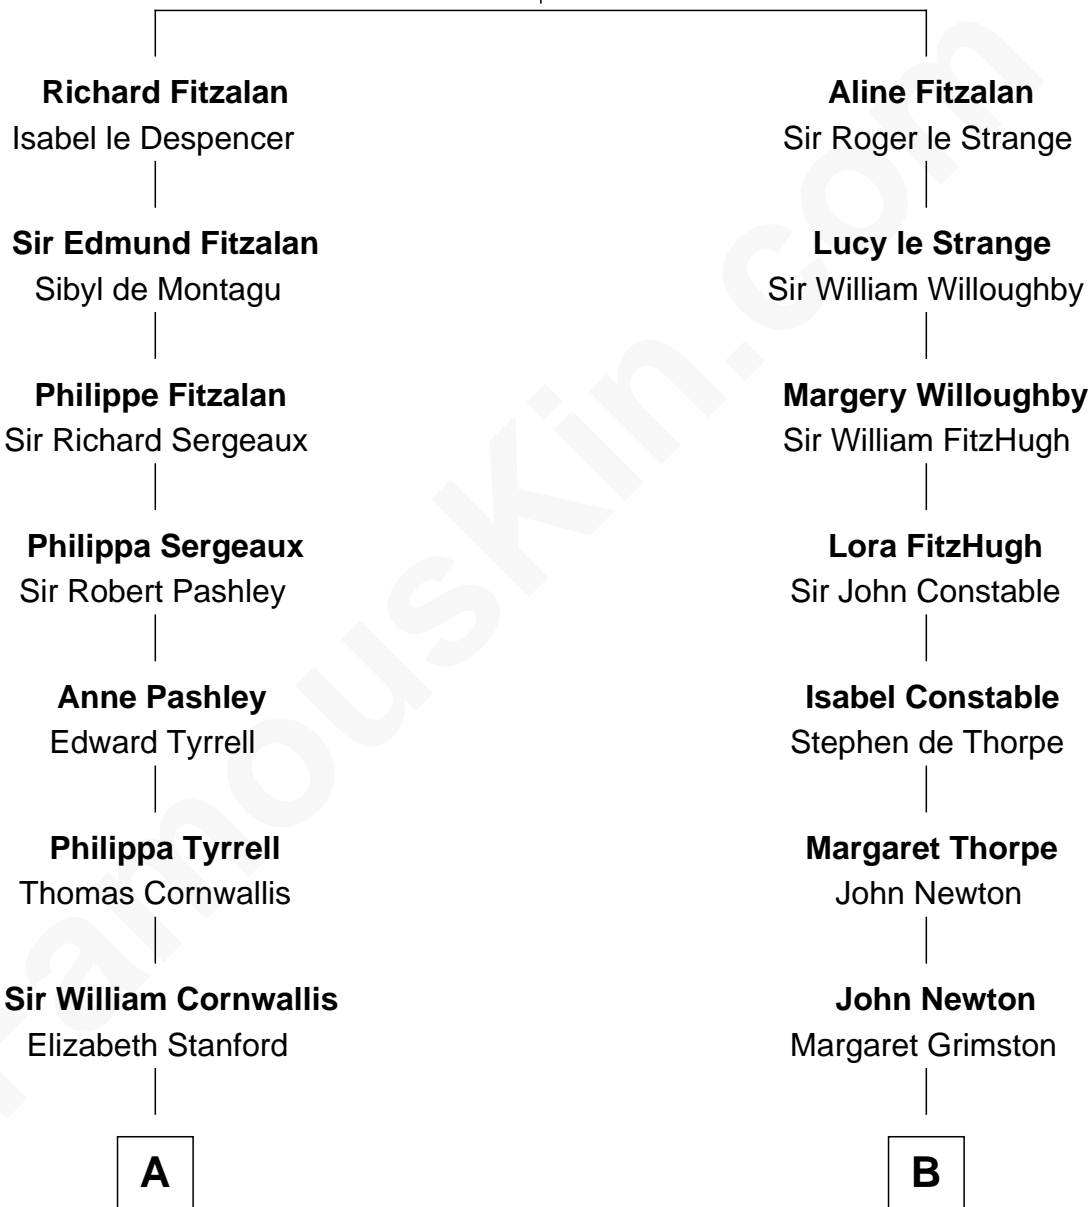 Richard Fitzalan
Isabel le Despencer
Sir Edmund Fitzalan
Sibyl de Montagu
Philippe Fitzalan
Sir Richard Sergeaux
Philippa Sergeaux
Sir Robert Pashley
Anne Pashley
Edward Tyrrell
Philippa Tyrrell
Thomas Cornwallis
Sir William Cornwallis
Elizabeth Stanford
A
Aline Fitzalan
Sir Roger le Strange
Lucy le Strange
Sir William Willoughby
Margery Willoughby
Sir William FitzHugh
Lora FitzHugh
Sir John Constable
Isabel Constable
Stephen de Thorpe
Margaret Thorpe
John Newton
John Newton
Margaret Grimston
B
FamousKin.com